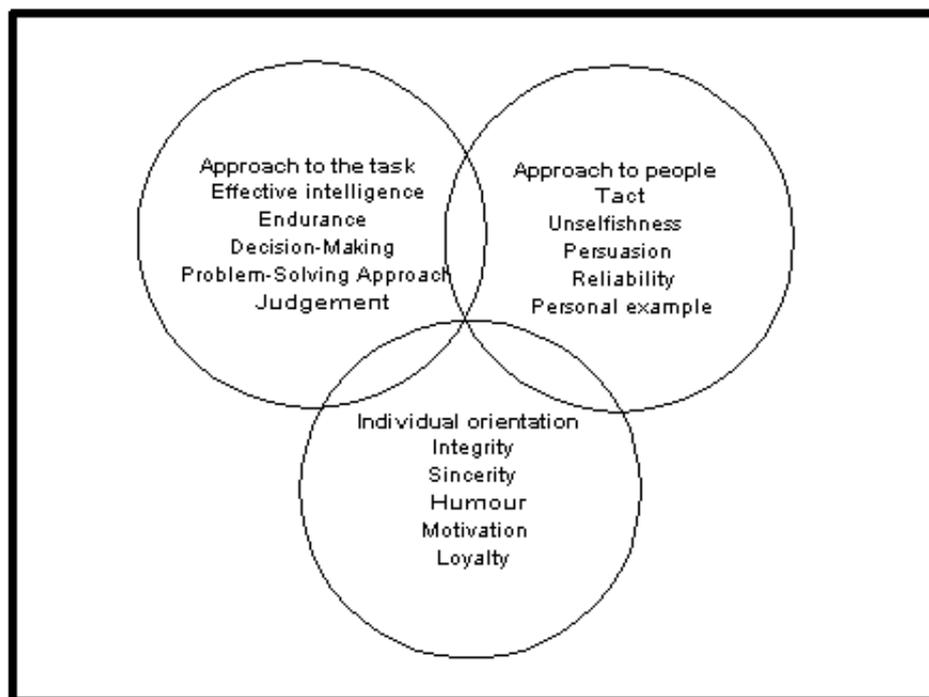 Approach to the task
Effective intelligence
Endurance
Decision-Making
Problem-Solving Approach
Judgement
Approach to people
Tact
Unselfishness
Persuasion
Reliability
Personal example
Individual orientation
Integrity
Sincerity
Humour
Motivation
Loyalty